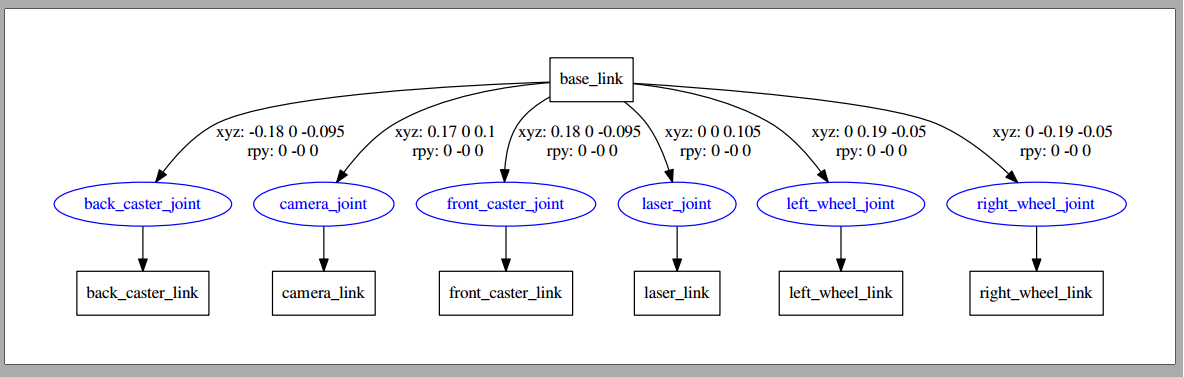 base_link
xyz: -0.18 0 -0.095
rpy: 0 -0 0
xyz: 0.17 0 0.1
rpy: 0 -0 0
xyz: 0.18 0 -0.095
rpy: 0 -0 0
xyz: 0 0 0.105
rpy: 0 -0 0
xyz: 0 0.19 -0.05
rpy: 0 -0 0
xyz: 0 -0.19 -0.05
rpy: 0 -0 0
back_caster_joint
camera_joint
front_caster_joint
laser_joint
left_wheel_joint
right_wheel_joint
back_caster_link
camera_link
front_caster_link
laser_link
left_wheel_link
right_wheel_link